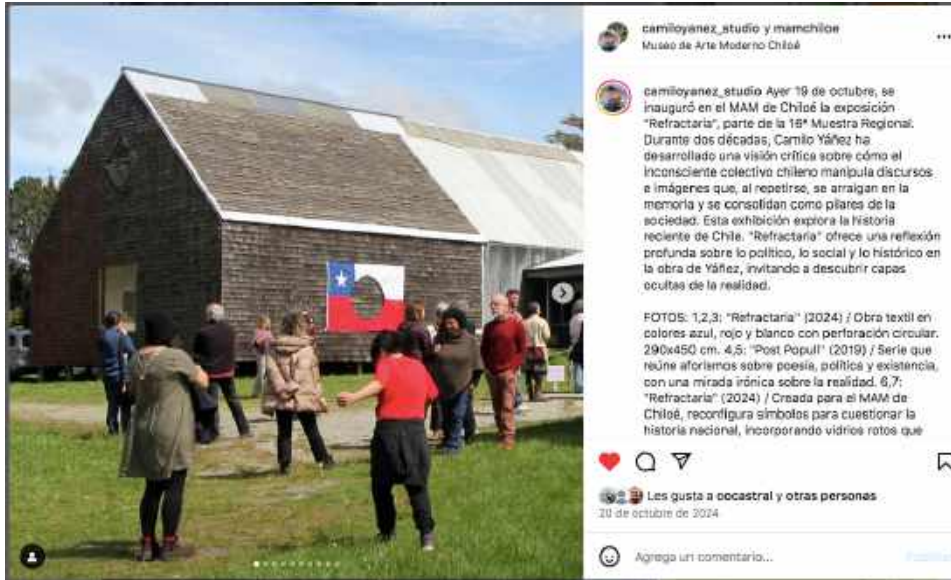 camiloyanez_studio y mamchiloe
Museo de Arte Moderno Chiloé
camiloyanez_studio Ayer 19 de octubre, se
inauguró en el MAM de Chiloé la exposición
"Refractaria", parte de la 16ª Muestra Regional.
Durante dos décadas, Camilo Yáñez ha
desarrollado una visión crítica sobre cómo el
inconsciente colectivo chileno manipula discursos
e imágenes que, al repetirse, se arraigan en la
memoria y se consolidan como pilares de la
sociedad. Esta exhibición explora la historia
reciente de Chile. "Refractaria" ofrece una reflexión
profunda sobre lo político, lo social y lo histórico en
la obra de Yáñez, invitando a descubrir capas
ocultas de la realidad.
FOTOS: 1,2,3: "Refractaria" (2024) / Obra textil en
colores azul, rojo y blanco con perforación circular.
290x450 cm. 4,5: "Post Populi" (2019) / Serie que
reúne aforismos sobre poesía, política y existencia,
con una mirada irónica sobre la realidad. 6,7:
"Refractaria" (2024) / Creada para el MAM de
Chiloé, reconfigura símbolos para cuestionar la
historia nacional, incorporando vidrios rotos que
Les gusta a oocastral y otras personas
20 de octubre de 2024
Agrega un comentario...